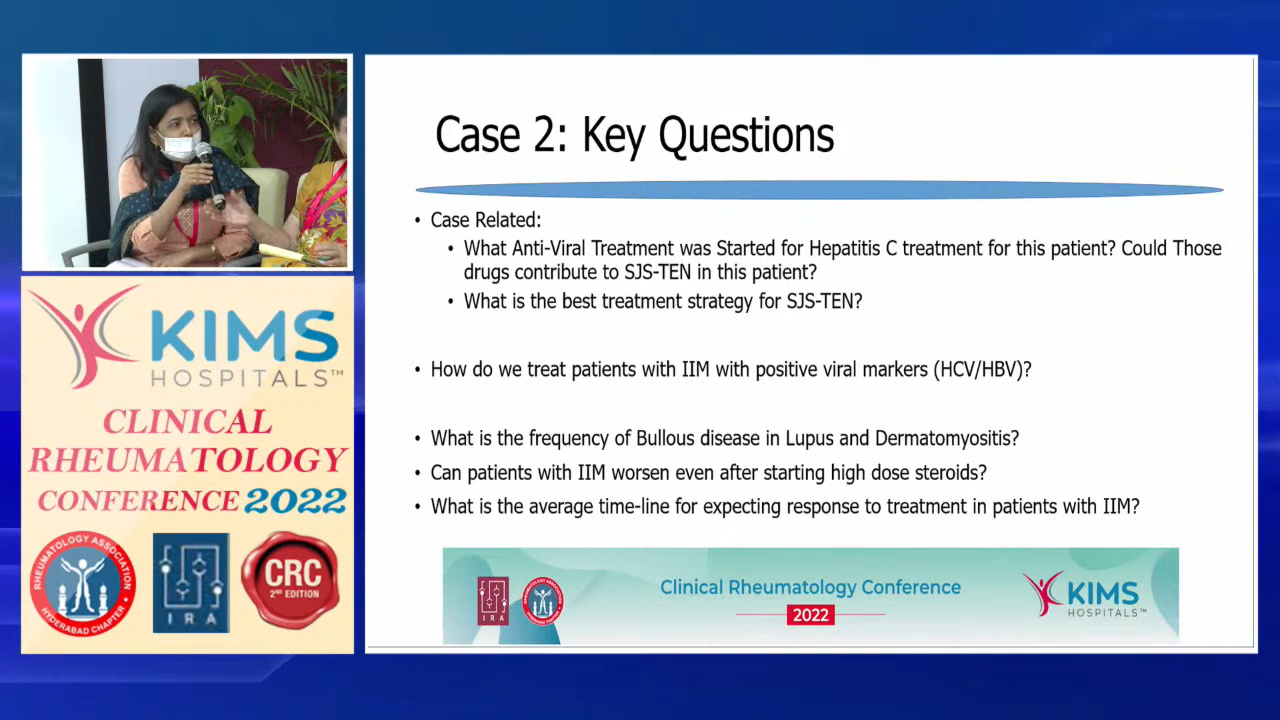 Case 2: Key Questions
• Case Related:
• What Anti-Viral Treatment was Started for Hepatitis C treatment for this patient? Could Those
drugs contribute to SJS-TEN in this patient?
• What is the best treatment strategy for SJS-TEN?
• How do we treat patients with IIM with positive viral markers (HCV/HBV)?
• What is the frequency of Bullous disease in Lupus and Dermatomyositis?
• Can patients with IIM worsen even after starting high dose steroids?
• What is the average time-line for expecting response to treatment in patients with IIM?
IRA
Clinical Rheumatology Conference
2022
KIMS
HOSPITALS™
KIMS
HOSPITALS™
CLINICAL
RHEUMATOLOGY
CONFERENCE 2022
RHEUMATOLOGY ASSOCIATION
HYDERABAD CHAPTER
IRA
CRC
2ND EDITION